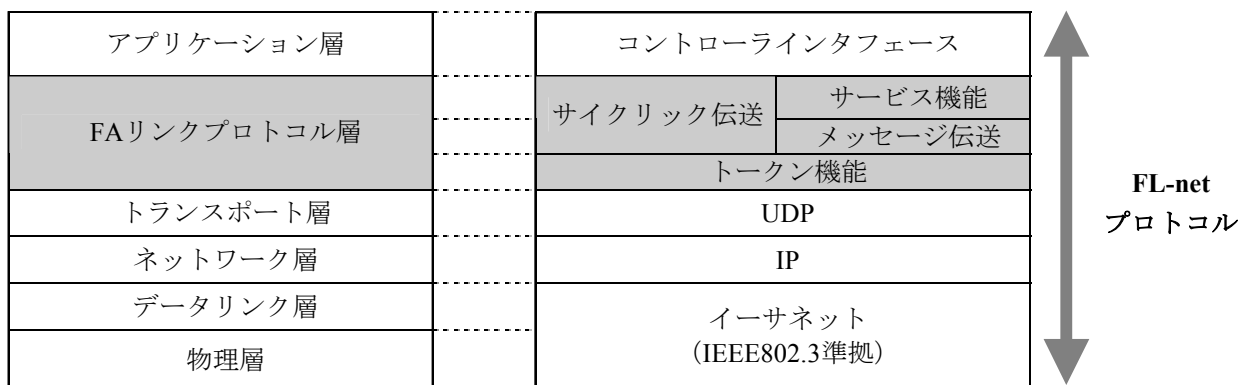 アプリケーション層
FAリンクプロトコル層
トランスポート層
ネットワーク層
データリンク層
物理層
コントローラインタフェース
サイクリック伝送
サービス機能
メッセージ伝送
トークン機能
UDP
IP
イーサネット
（IEEE802.3準拠）
FL-net
プロトコル